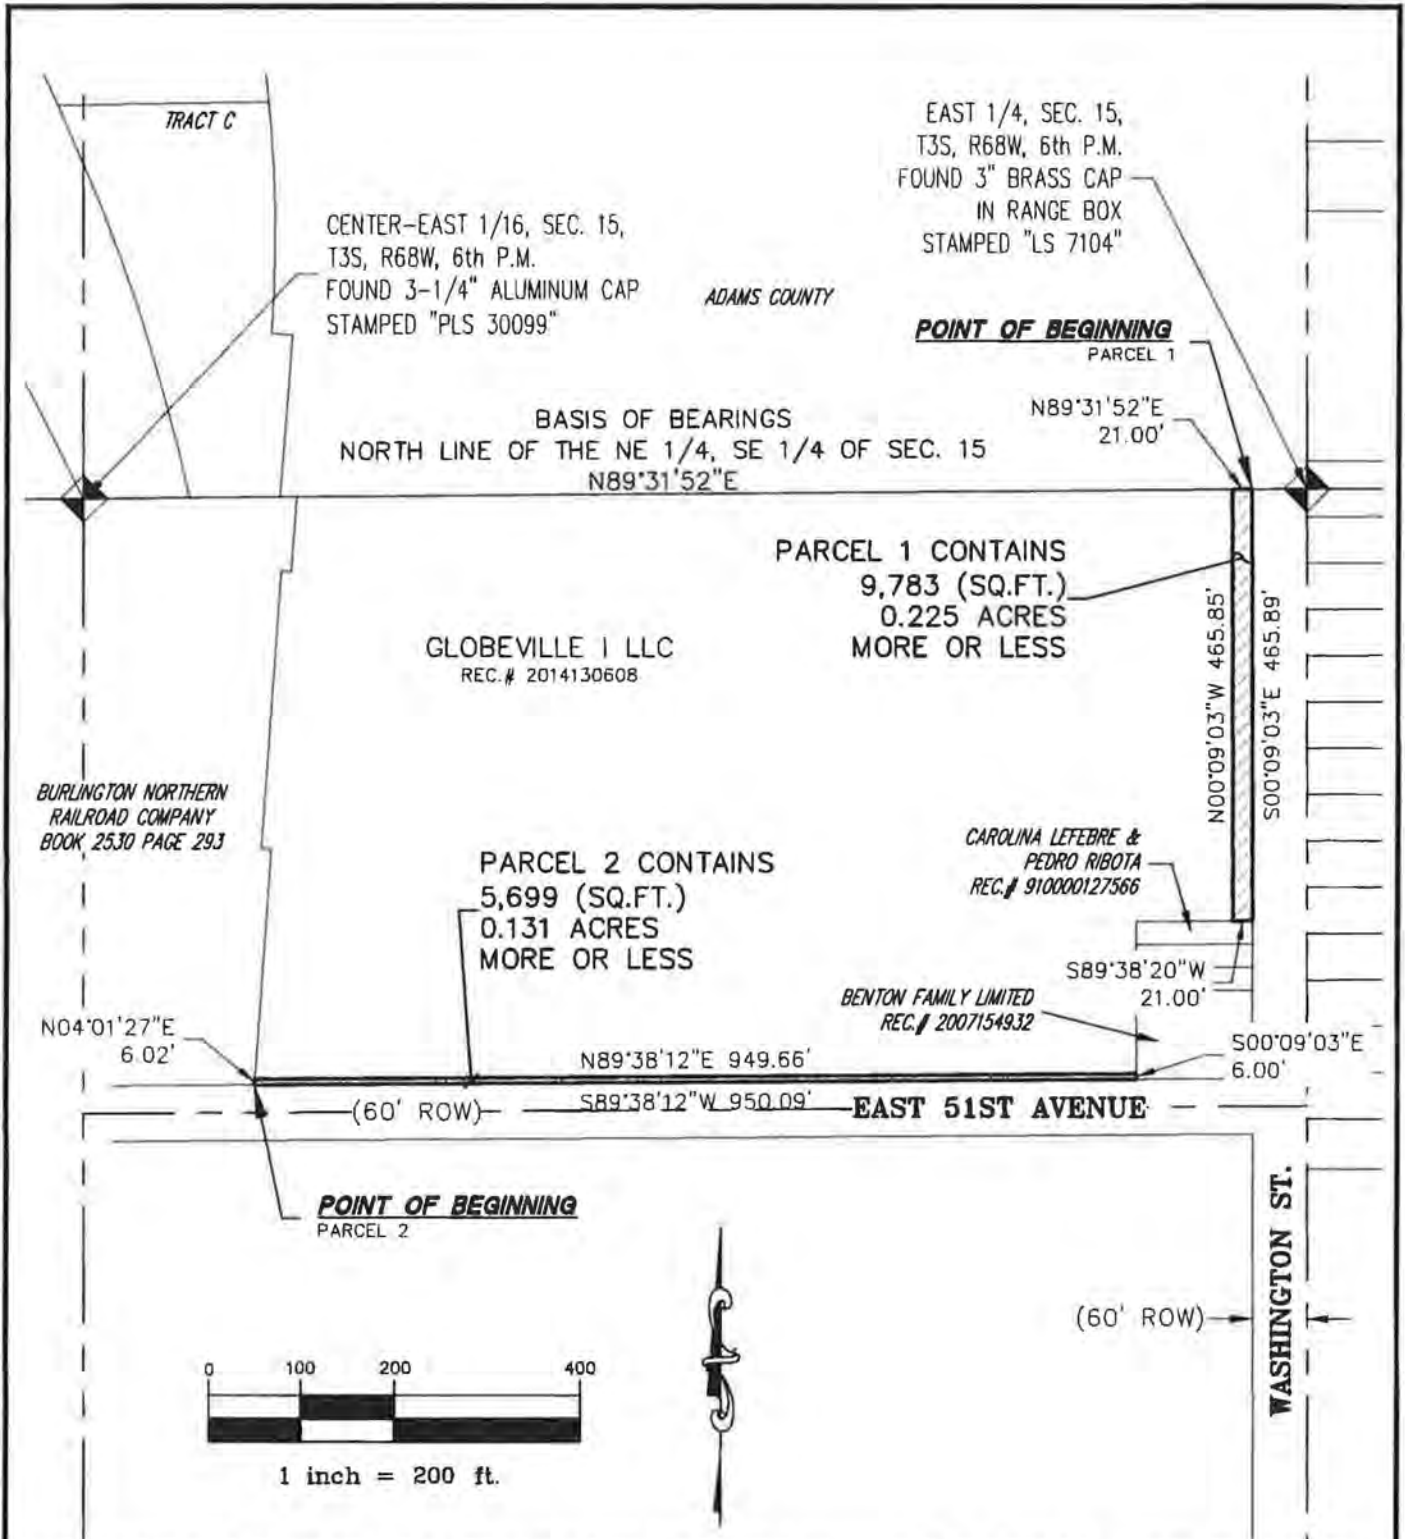 TRACT C
EAST 1/4, SEC. 15,
T3S, R68W, 6th P.M.
FOUND 3" BRASS CAP
IN RANGE BOX
STAMPED "LS 7104"
CENTER-EAST 1/16, SEC. 15,
T3S, R68W, 6th P.M.
FOUND 3-1/4" ALUMINUM CAP
STAMPED "PLS 30099"
ADAMS COUNTY
POINT OF BEGINNING
PARCEL 1
N89°31'52"E
21.00'
BASIS OF BEARINGS
NORTH LINE OF THE NE 1/4, SE 1/4 OF SEC. 15
N89°31'52"E
PARCEL 1 CONTAINS
9,783 (SQ.FT.)
0.225 ACRES
MORE OR LESS
N00°09'03"W 465.85'
S00°09'03"E 465.89'
GLOBEVILLE I LLC
REC.# 2014130608
BURLINGTON NORTHERN
RAILROAD COMPANY
BOOK 2530 PAGE 293
CAROLINA LEFEBRE &
PEDRO RIBOTA
REC.# 910000127566
PARCEL 2 CONTAINS
5,699 (SQ.FT.)
0.131 ACRES
MORE OR LESS
S89°38'20"W
21.00'
BENTON FAMILY LIMITED
REC.# 2007154932
N04°01'27"E
6.02'
S00°09'03"E
6.00'
N89°38'12"E 949.66'
S89°38'12"W 950.09'
(60' ROW)
EAST 51ST AVENUE
POINT OF BEGINNING
PARCEL 2
WASHINGTON ST.
(60' ROW)
0 100 200 400
1 inch = 200 ft.